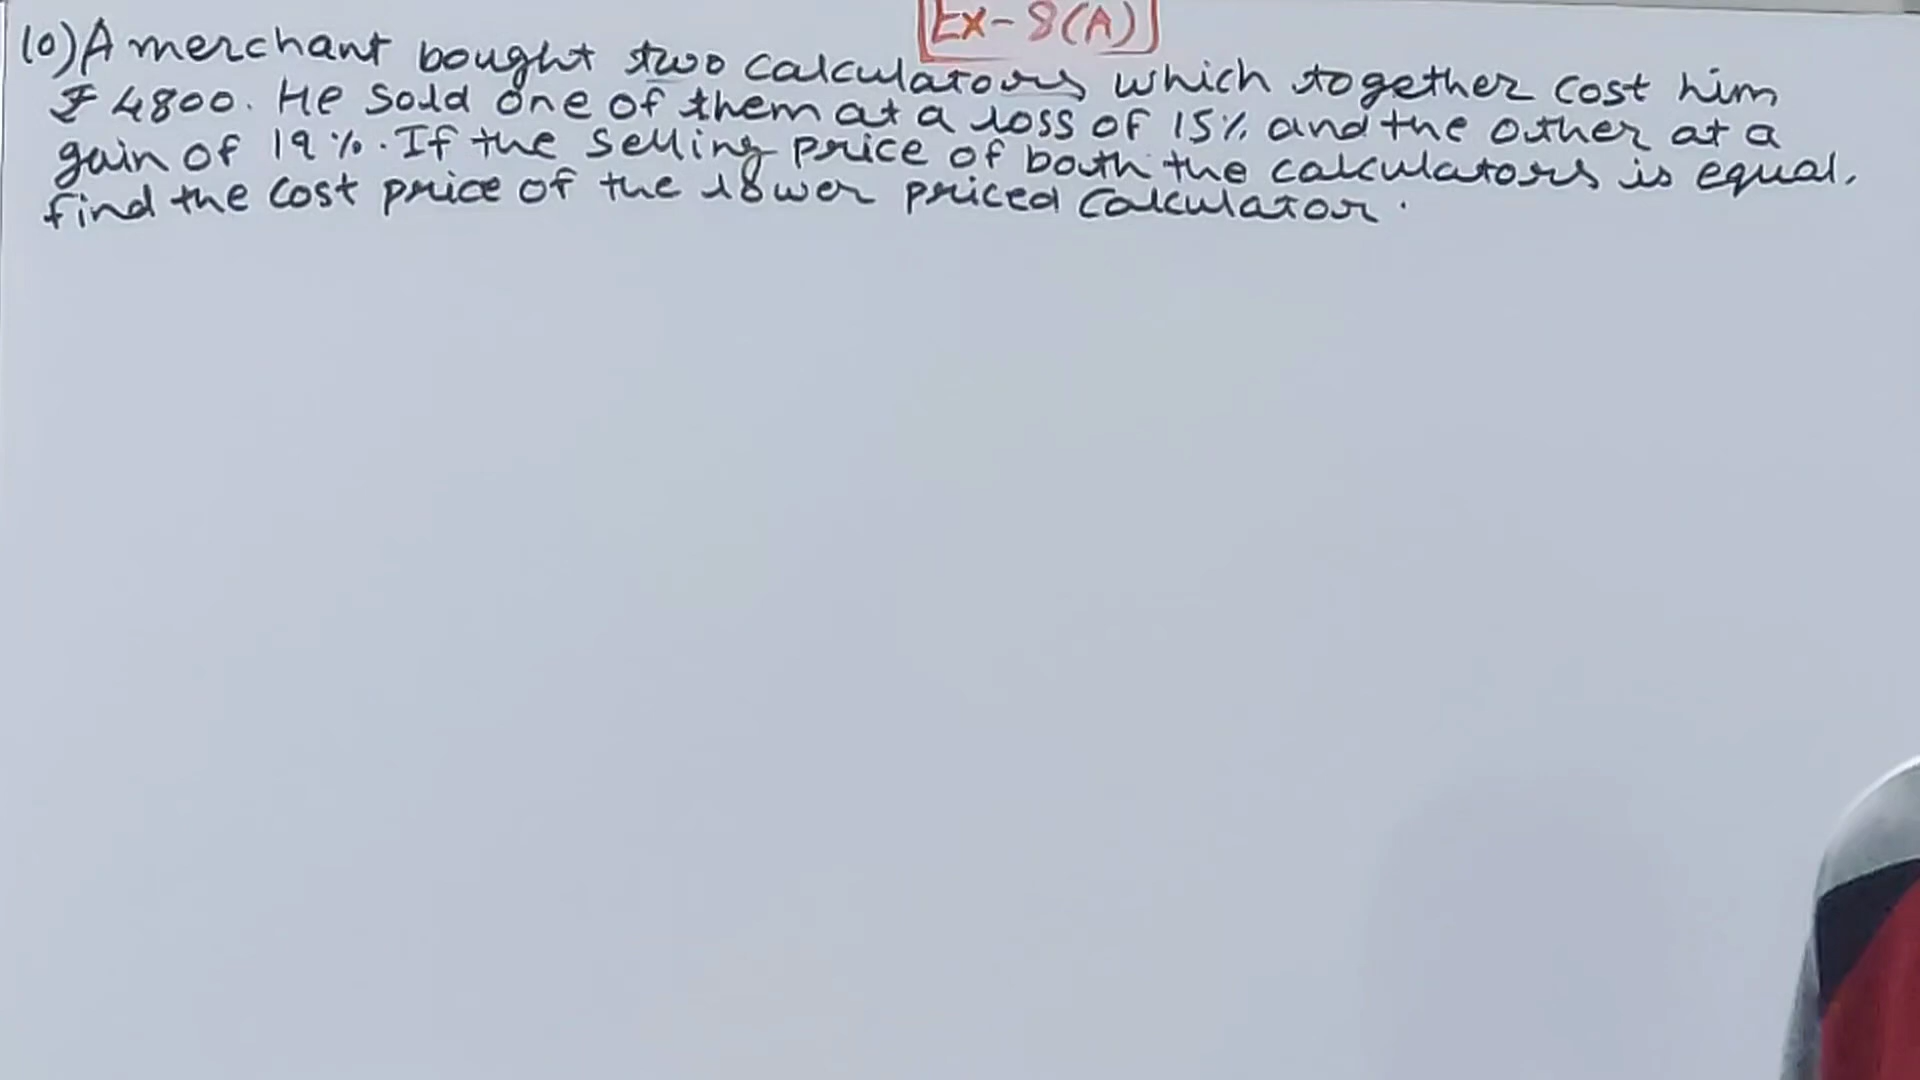 Ex-8(A)
10) A merchant bought two calculators which together cost him
₹ 4800. He sold one of them at a loss of 15% and the other at a
gain of 19%. If the selling price of both the calculators is equal,
find the cost price of the lower priced calculator.